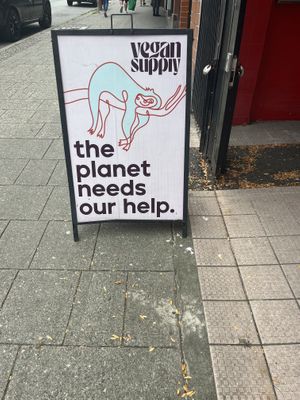 vegan
supply
the
planet
needs
our help.